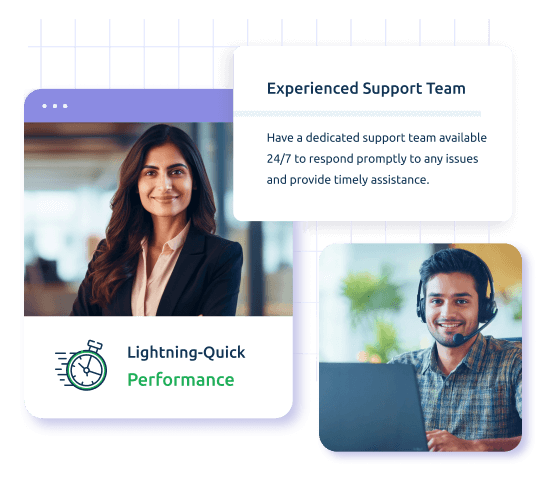 Experienced Support Team
Have a dedicated support team available
24/7 to respond promptly to any issues
and provide timely assistance.
Lightning-Quick
Performance